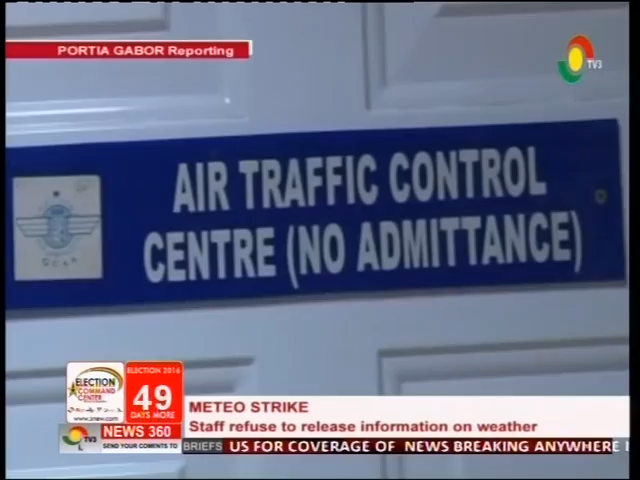 PORTIA GABOR Reporting
TV3
AIR TRAFFIC CONTROL
CENTRE (NO ADMITTANCE)
GCAA
ELECTION
COMMAND
CENTER
ELECTION 2016
49
DAYS MORE
METEO STRIKE
Staff refuse to release information on weather
TV3
NEWS 360
SEND YOUR COMENTS TO
BRIEFS
US FOR COVERAGE OF NEWS BREAKING ANYWHERE I